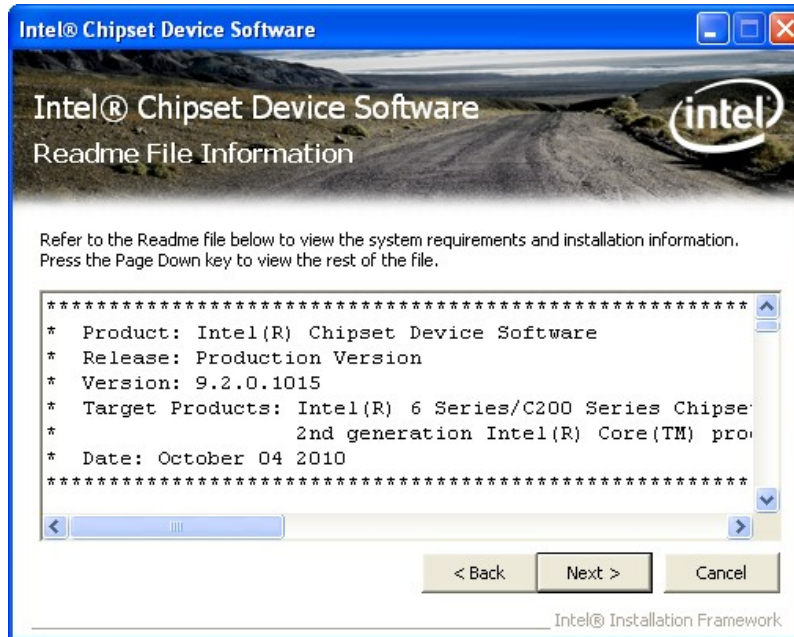 Intel® Chipset Device Software
Intel® Chipset Device Software
intel
Readme File Information
Refer to the Readme file below to view the system requirements and installation information.
Press the Page Down key to view the rest of the file.
*********************************************************
* Product: Intel(R) Chipset Device Software
* Release: Production Version
* Version: 9.2.0.1015
* Target Products: Intel(R) 6 Series/C200 Series Chipse
* 2nd generation Intel(R) Core(TM) pro
* Date: October 04 2010
*********************************************************
< Back Next > Cancel
Intel® Installation Framework